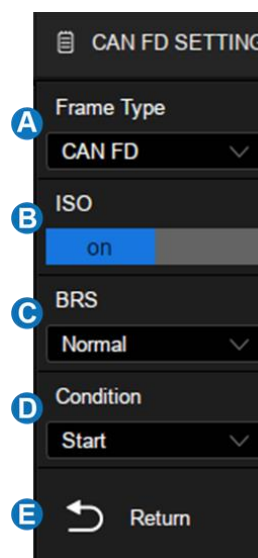 CAN FD SETTING
A
Frame Type
CAN FD
B
ISO
on
C
BRS
Normal
D
Condition
Start
E
Return